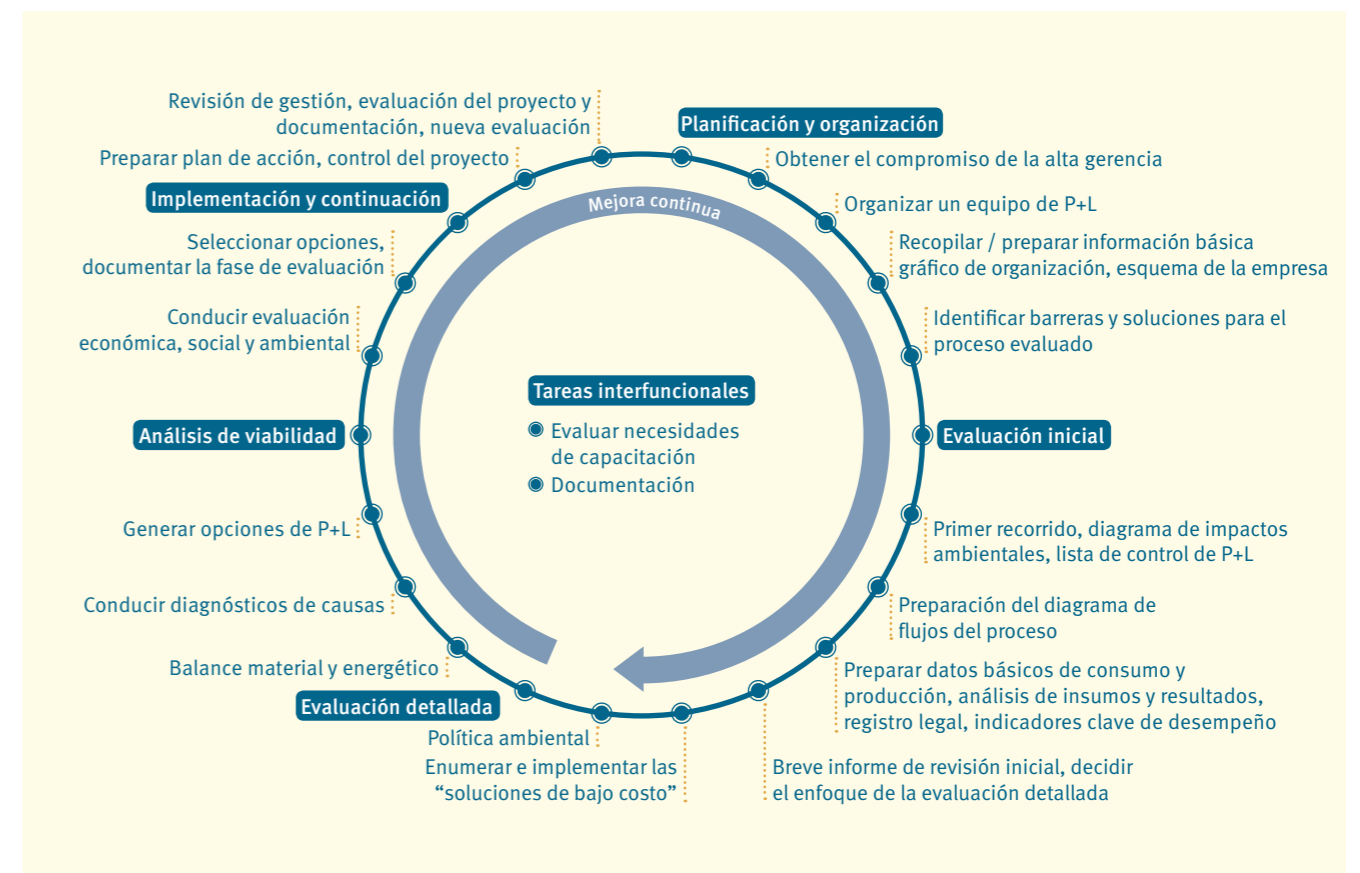 Planificación y organización
Obtener el compromiso de la alta gerencia
Organizar un equipo de P+L
Recopilar / preparar información básica
gráfico de organización, esquema de la empresa
Identificar barreras y soluciones para el
proceso evaluado
Evaluación inicial
Primer recorrido, diagrama de impactos
ambientales, lista de control de P+L
Preparación del diagrama de
flujos del proceso
Preparar datos básicos de consumo y
producción, análisis de insumos y resultados,
registro legal, indicadores clave de desempeño
Breve informe de revisión inicial, decidir
el enfoque de la evaluación detallada
Enumerar e implementar las
“soluciones de bajo costo”
Política ambiental
Evaluación detallada
Balance material y energético
Conducir diagnósticos de causas
Generar opciones de P+L
Análisis de viabilidad
Conducir evaluación
económica, social y ambiental
Seleccionar opciones,
documentar la fase de evaluación
Implementación y continuación
Preparar plan de acción, control del proyecto
Revisión de gestión, evaluación del proyecto y
documentación, nueva evaluación
Mejora continua
Tareas interfuncionales
Evaluar necesidades
de capacitación
Documentación